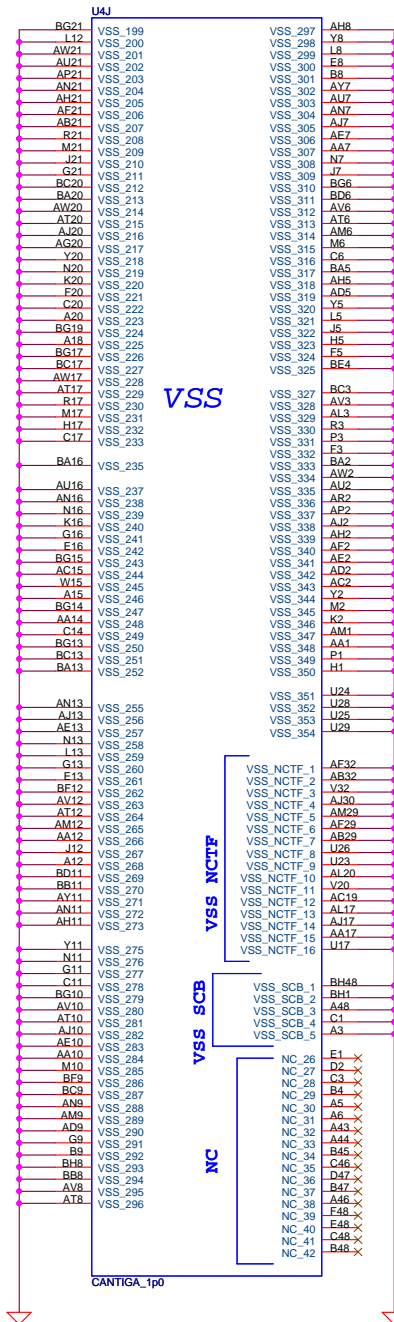 U4J
BG21 VSS_199
L12 VSS_200
AW21 VSS_201
AU21 VSS_202
AP21 VSS_203
AN21 VSS_204
AH21 VSS_205
AF21 VSS_206
AB21 VSS_207
R21 VSS_208
M21 VSS_209
J21 VSS_210
G21 VSS_211
BC20 VSS_212
BA20 VSS_213
AW20 VSS_214
AT20 VSS_215
AJ20 VSS_216
AG20 VSS_217
Y20 VSS_218
N20 VSS_219
K20 VSS_220
F20 VSS_221
C20 VSS_222
A20 VSS_223
BG19 VSS_224
A18 VSS_225
BG17 VSS_226
BC17 VSS_227
AW17 VSS_228
AT17 VSS_229
R17 VSS_230
M17 VSS_231
H17 VSS_232
C17 VSS_233
BA16 VSS_235
AU16 VSS_237
AN16 VSS_238
N16 VSS_239
K16 VSS_240
G16 VSS_241
E16 VSS_242
BG15 VSS_243
AC15 VSS_244
W15 VSS_245
A15 VSS_246
BG14 VSS_247
AA14 VSS_248
C14 VSS_249
BG13 VSS_250
BC13 VSS_251
BA13 VSS_252
AN13 VSS_255
AJ13 VSS_256
AE13 VSS_257
N13 VSS_258
L13 VSS_259
G13 VSS_260
E13 VSS_261
BF12 VSS_262
AV12 VSS_263
AT12 VSS_264
AM12 VSS_265
AA12 VSS_266
J12 VSS_267
A12 VSS_268
BD11 VSS_269
BB11 VSS_270
AY11 VSS_271
AN11 VSS_272
AH11 VSS_273
Y11 VSS_275
N11 VSS_276
G11 VSS_277
C11 VSS_278
BG10 VSS_279
AV10 VSS_280
AT10 VSS_281
AJ10 VSS_282
AE10 VSS_283
AA10 VSS_284
M10 VSS_285
BF9 VSS_286
BC9 VSS_287
AN9 VSS_288
AM9 VSS_289
AD9 VSS_290
G9 VSS_291
B9 VSS_292
BH8 VSS_293
BB8 VSS_294
AV8 VSS_295
AT8 VSS_296
VSS
VSS_297 AH8
VSS_298 Y8
VSS_299 L8
VSS_300 E8
VSS_301 B8
VSS_302 AY7
VSS_303 AU7
VSS_304 AN7
VSS_305 AJ7
VSS_306 AE7
VSS_307 AA7
VSS_308 N7
VSS_309 J7
VSS_310 BG6
VSS_311 BD6
VSS_312 AV6
VSS_313 AT6
VSS_314 AM6
VSS_315 M6
VSS_316 C6
VSS_317 BA5
VSS_318 AH5
VSS_319 AD5
VSS_320 Y5
VSS_321 L5
VSS_322 J5
VSS_323 H5
VSS_324 F5
VSS_325 BE4
VSS_327 BC3
VSS_328 AV3
VSS_329 AL3
VSS_330 R3
VSS_331 P3
VSS_332 F3
VSS_333 BA2
VSS_334 AW2
VSS_335 AU2
VSS_336 AR2
VSS_337 AP2
VSS_338 AJ2
VSS_339 AH2
VSS_340 AF2
VSS_341 AE2
VSS_342 AD2
VSS_343 AC2
VSS_344 Y2
VSS_345 M2
VSS_346 K2
VSS_347 AM1
VSS_348 AA1
VSS_349 P1
VSS_350 H1
VSS_351 U24
VSS_352 U28
VSS_353 U25
VSS_354 U29
VSS NCTF
VSS_NCTF_1 AF32
VSS_NCTF_2 AB32
VSS_NCTF_3 V32
VSS_NCTF_4 AJ30
VSS_NCTF_5 AM29
VSS_NCTF_6 AF29
VSS_NCTF_7 AB29
VSS_NCTF_8 U26
VSS_NCTF_9 U23
VSS_NCTF_10 AL20
VSS_NCTF_11 V20
VSS_NCTF_12 AC19
VSS_NCTF_13 AL17
VSS_NCTF_14 AJ17
VSS_NCTF_15 AA17
VSS_NCTF_16 U17
VSS SCB
VSS_SCB_1 BH48
VSS_SCB_2 BH1
VSS_SCB_3 A48
VSS_SCB_4 C1
VSS_SCB_5 A3
NC
NC_26 E1
NC_27 D2
NC_28 C3
NC_29 B4
NC_30 A5
NC_31 A6
NC_32 A43
NC_33 A44
NC_34 B45
NC_35 C46
NC_36 D47
NC_37 B47
NC_38 A46
NC_39 F48
NC_40 E48
NC_41 C48
NC_42 B48
CANTIGA_1p0